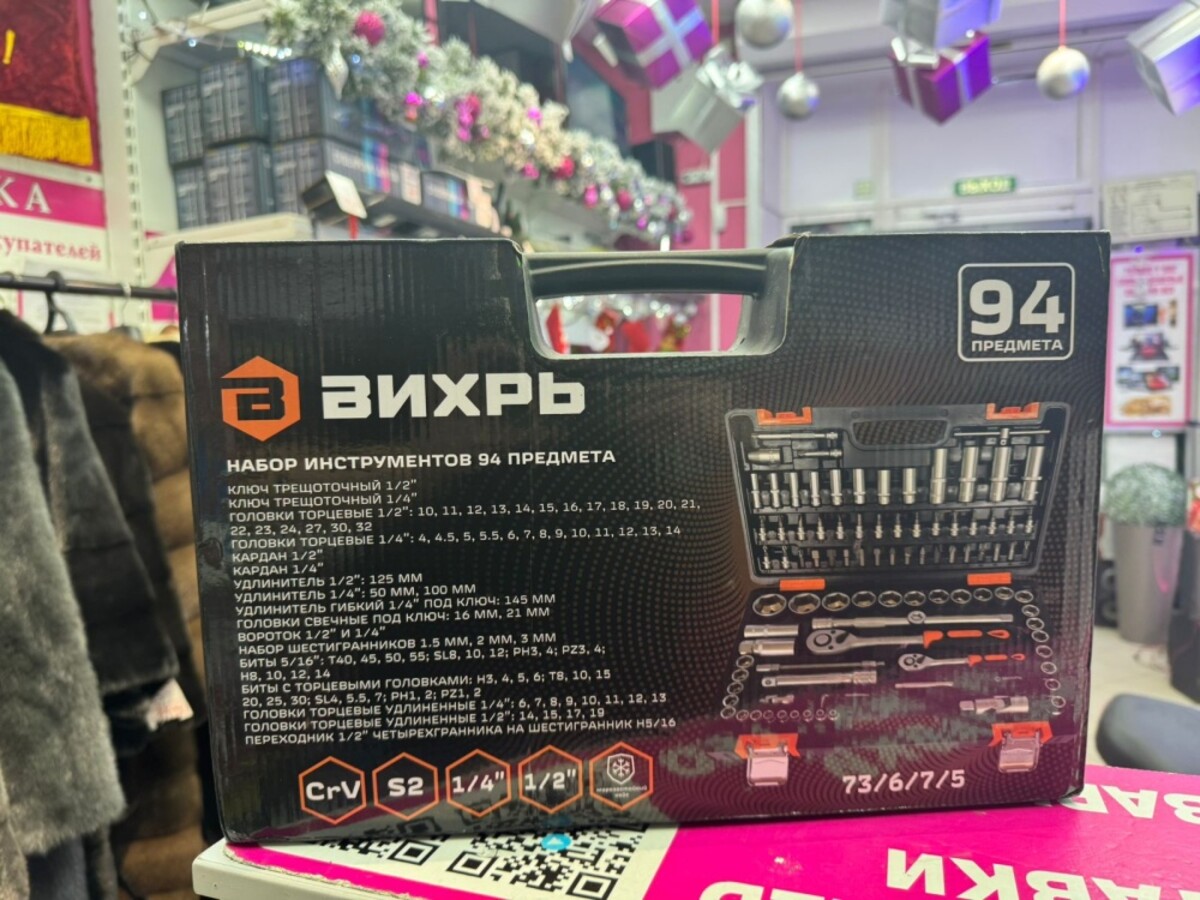 КА
купателей
ВЫХОД
94
ПРЕДМЕТА
ВИХРЬ
НАБОР ИНСТРУМЕНТОВ 94 ПРЕДМЕТА
КЛЮЧ ТРЕЩОТОЧНЫЙ 1/2"
КЛЮЧ ТРЕЩОТОЧНЫЙ 1/4"
ГОЛОВКИ ТОРЦЕВЫЕ 1/2": 10, 11, 12, 13, 14, 15, 16, 17, 18, 19, 20, 21,
22, 23, 24, 27, 30, 32
ГОЛОВКИ ТОРЦЕВЫЕ 1/4": 4, 4.5, 5, 5.5, 6, 7, 8, 9, 10, 11, 12, 13, 14
КАРДАН 1/2"
КАРДАН 1/4"
УДЛИНИТЕЛЬ 1/2": 125 ММ
УДЛИНИТЕЛЬ 1/4": 50 ММ, 100 ММ
УДЛИНИТЕЛЬ ГИБКИЙ 1/4" ПОД КЛЮЧ: 145 ММ
ГОЛОВКИ СВЕЧНЫЕ ПОД КЛЮЧ: 16 ММ, 21 ММ
ВОРОТОК 1/2" И 1/4"
НАБОР ШЕСТИГРАННИКОВ 1.5 ММ, 2 ММ, 3 ММ
БИТЫ 5/16": T40, 45, 50, 55; SL8, 10, 12; PH3, 4; PZ3, 4;
H8, 10, 12, 14
БИТЫ С ТОРЦЕВЫМИ ГОЛОВКАМИ: H3, 4, 5, 6; T8, 10, 15
20, 25, 30; SL4, 5.5, 7; PH1, 2; PZ1, 2
ГОЛОВКИ ТОРЦЕВЫЕ УДЛИНЕННЫЕ 1/4": 6, 7, 8, 9, 10, 11, 12, 13
ГОЛОВКИ ТОРЦЕВЫЕ УДЛИНЕННЫЕ 1/2": 14, 15, 17, 19
ПЕРЕХОДНИК 1/2" ЧЕТЫРЕХГРАННИКА НА ШЕСТИГРАННИК H5/16
CrV
S2
1/4"
1/2"
73/6/7/5